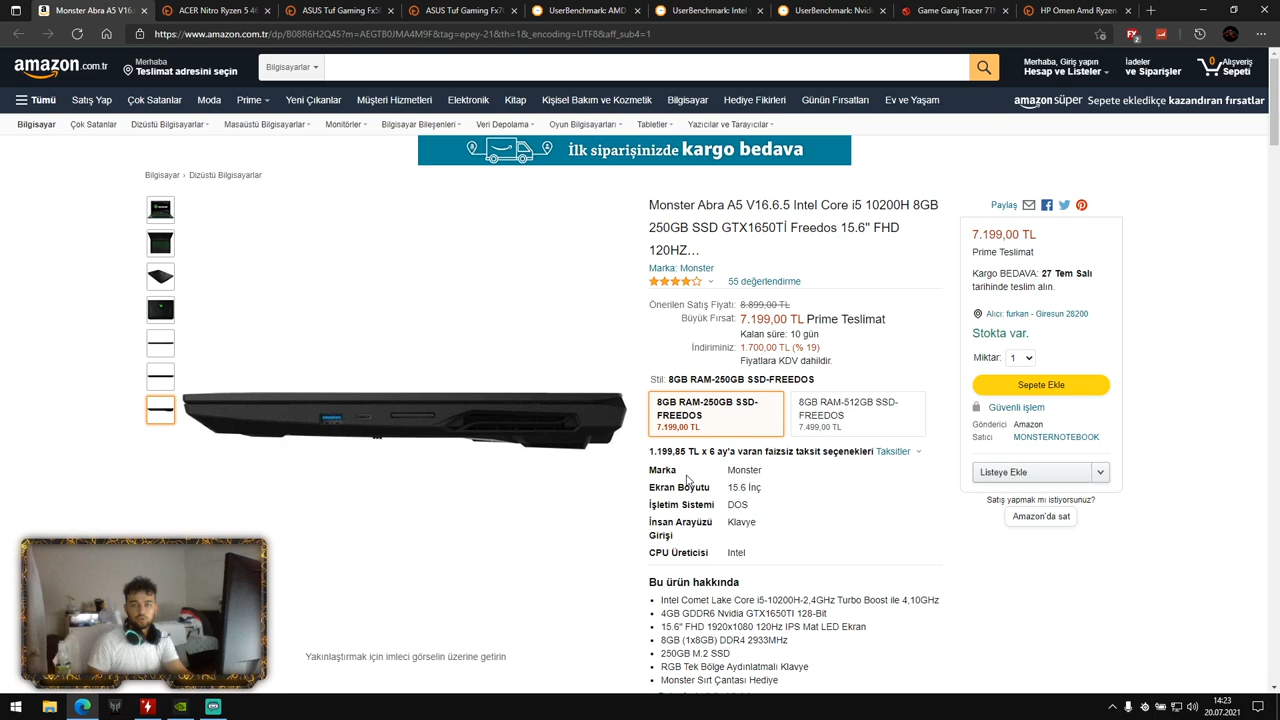 Monster Abra A5 V16.6.5
ACER Nitro Ryzen 5 46
ASUS Tuf Gaming Fx50
ASUS Tuf Gaming FX7
UserBenchmark: AMD
UserBenchmark: Intel
UserBenchmark: Nvid
Game Garaj Tracer 7TI
HP Omen Amd Ryzen
https://www.amazon.com.tr/dp/B08R6H2Q45?m=AEGTB0JMA4M9F&tag=epey-21&th=1&_encoding=UTF8&aff_sub4=1
amazon.com.tr
Merhaba
Teslimat adresini seçin
Bilgisayarlar
Merhaba, Giriş yapın
Hesap ve Listeler
İadeler
ve Siparişler
0
Alışveriş
Sepeti
Tümü Satış Yap Çok Satanlar Moda Prime Yeni Çıkanlar Müşteri Hizmetleri Elektronik Kitap Kişisel Bakım ve Kozmetik Bilgisayar Hediye Fikirleri Günün Fırsatları Ev ve Yaşam
amazon süper Sepete ekledikçe kazandıran fırsatlar
Bilgisayar Çok Satanlar Dizüstü Bilgisayarlar Masaüstü Bilgisayarlar Monitörler Bilgisayar Bileşenleri Veri Depolama Oyun Bilgisayarları Tabletler Yazıcılar ve Tarayıcılar
İlk siparişinizde kargo bedava
Bilgisayar › Dizüstü Bilgisayarlar
Monster Abra A5 V16.6.5 Intel Core i5 10200H 8GB
250GB SSD GTX1650Tİ Freedos 15.6" FHD
120HZ…
Marka: Monster
55 değerlendirme
Önerilen Satış Fiyatı: 8.899,00 TL
Büyük Fırsat: 7.199,00 TL Prime Teslimat
Kalan süre: 10 gün
İndiriminiz: 1.700,00 TL (% 19)
Fiyatlara KDV dahildir.
Stil: 8GB RAM-250GB SSD-FREEDOS
8GB RAM-250GB SSD-
FREEDOS
7.199,00 TL
8GB RAM-512GB SSD-
FREEDOS
7.499,00 TL
1.199,85 TL x 6 ay'a varan faizsiz taksit seçenekleri Taksitler
Marka Monster
Ekran Boyutu 15.6 İnç
İşletim Sistemi DOS
İnsan Arayüzü Klavye
Girişi
CPU Üreticisi Intel
Bu ürün hakkında
Intel Comet Lake Core i5-10200H-2,4GHz Turbo Boost ile 4,10GHz
4GB GDDR6 Nvidia GTX1650TI 128-Bit
15.6" FHD 1920x1080 120Hz IPS Mat LED Ekran
8GB (1x8GB) DDR4 2933MHz
250GB M.2 SSD
RGB Tek Bölge Aydınlatmalı Klavye
Monster Sırt Çantası Hediye
Yakınlaştırmak için imleci görselin üzerine getirin
Paylaş
7.199,00 TL
Prime Teslimat
Kargo BEDAVA: 27 Tem Salı
tarihinde teslim alın.
Alıcı: furkan - Giresun 28200
Stokta var.
Miktar: 1
Sepete Ekle
Güvenli işlem
Gönderici Amazon
Satıcı MONSTERNOTEBOOK
Listeye Ekle
Satış yapmak mı istiyorsunuz?
Amazon'da sat
14:23
20.07.2021